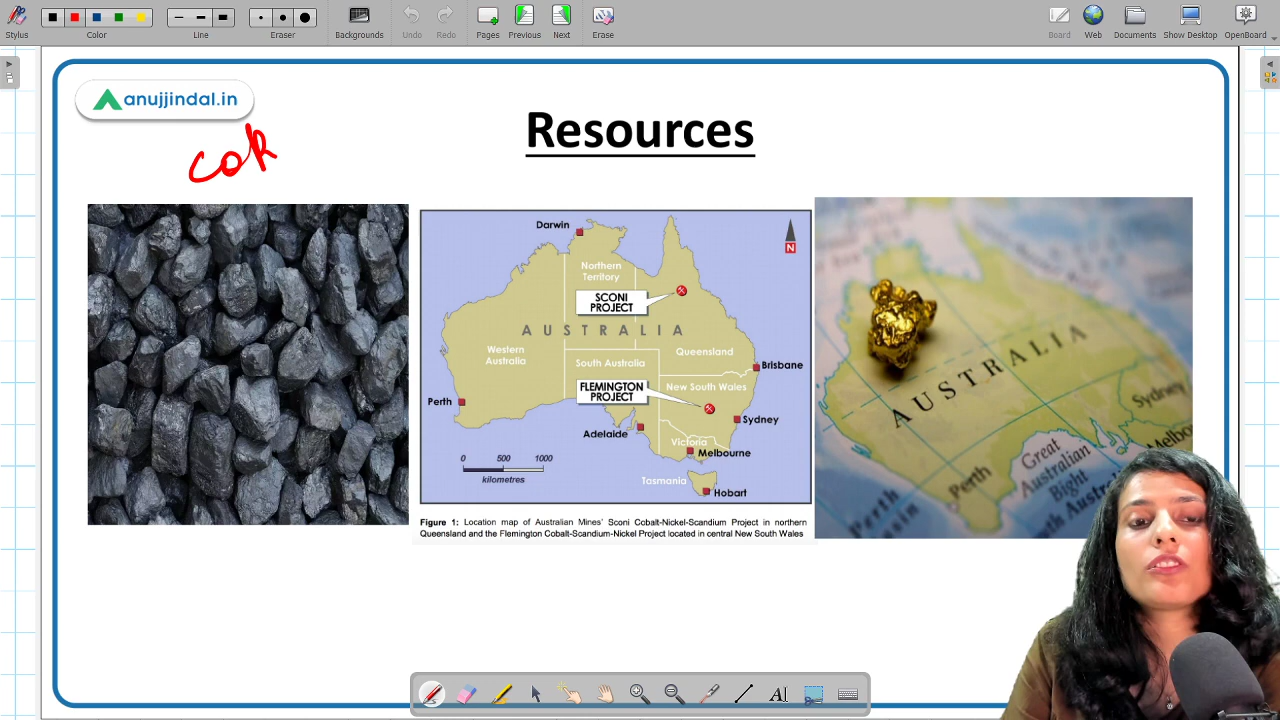 Stylus
Color
Line
Eraser
Backgrounds
Undo
Redo
Pages
Previous
Next
Erase
Board
Web
Documents
Show Desktop
OpenBoard
anujjindal.in
Resources
Darwin
N
Northern
Territory
SCONI
PROJECT
AUSTRALIA
Western
Australia
South Australia
Queensland
Brisbane
FLEMINGTON
PROJECT
New South Wales
Perth
Sydney
Adelaide
Victoria
Melbourne
0 500 1000
kilometres
Tasmania
Hobart
Figure 1: Location map of Australian Mines' Sconi Cobalt-Nickel-Scandium Project in northern
Queensland and the Flemington Cobalt-Scandium-Nickel Project located in central New South Wales
AUSTRALIA
Sydney
Perth
Great
Australian
Bight